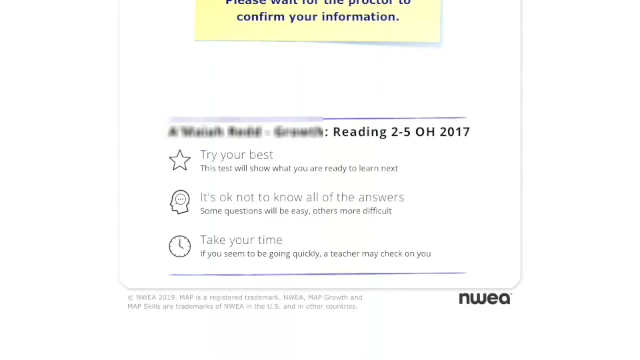 Please wait for the proctor to
confirm your information.
: Reading 2-5 OH 2017
Try your best
This test will show what you are ready to learn next
It's ok not to know all of the answers
Some questions will be easy, others more difficult
Take your time
If you seem to be going quickly, a teacher may check on you
© NWEA 2019. MAP is a registered trademark. NWEA, MAP Growth and
MAP Skills are trademarks of NWEA in the U.S. and in other countries.
nwea